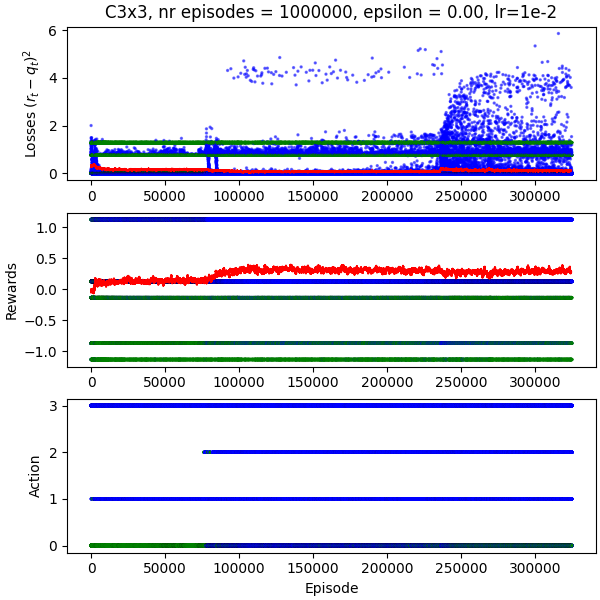 C3x3, nr episodes = 1000000, epsilon = 0.00, lr=1e-2
Losses $(r_t - q_t)^2$
6
4
2
0
0 50000 100000 150000 200000 250000 300000
Rewards
1.0
0.5
0.0
−0.5
−1.0
0 50000 100000 150000 200000 250000 300000
Action
3
2
1
0
0 50000 100000 150000 200000 250000 300000
Episode